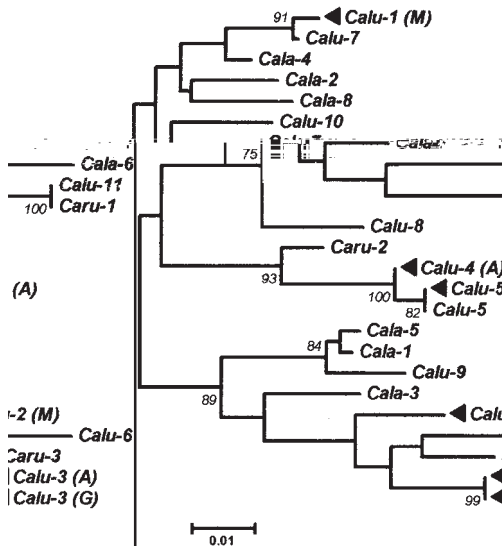 91
Calu-1 (M)
Calu-7
Cala-4
Cala-2
Cala-8
Calu-10
75
Cala-6
Calu-11
100
Caru-1
Calu-8
Caru-2
93
Calu-4 (A)
(A)
Calu-5
100
82
Calu-5
Cala-5
84
Cala-1
Calu-9
89
Cala-3
-2 (M)
Calu
Calu-6
Caru-3
Calu-3 (A)
Calu-3 (G)
99
0.01